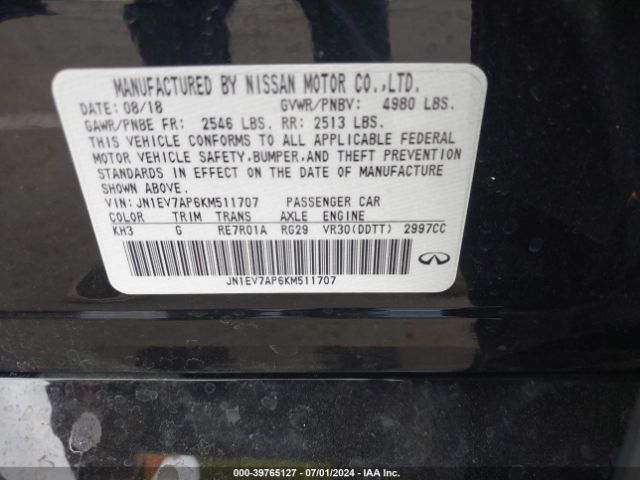 MANUFACTURED BY NISSAN MOTOR CO.,LTD.
DATE: 08/18 GVWR/PNBV: 4980 LBS.
GAWR/PNBE FR: 2546 LBS. RR: 2513 LBS.
THIS VEHICLE CONFORMS TO ALL APPLICABLE FEDERAL
MOTOR VEHICLE SAFETY,BUMPER,AND THEFT PREVENTION
STANDARDS IN EFFECT ON THE DATE OF MANUFACTURE
SHOWN ABOVE.
VIN: JN1EV7AP6KM511707 PASSENGER CAR
COLOR TRIM TRANS AXLE ENGINE
KH3 G RE7R01A RG29 VR30(DDTT) 2997CC
JN1EV7AP6KM511707
000-39765127 - 07/01/2024 - IAA Inc.